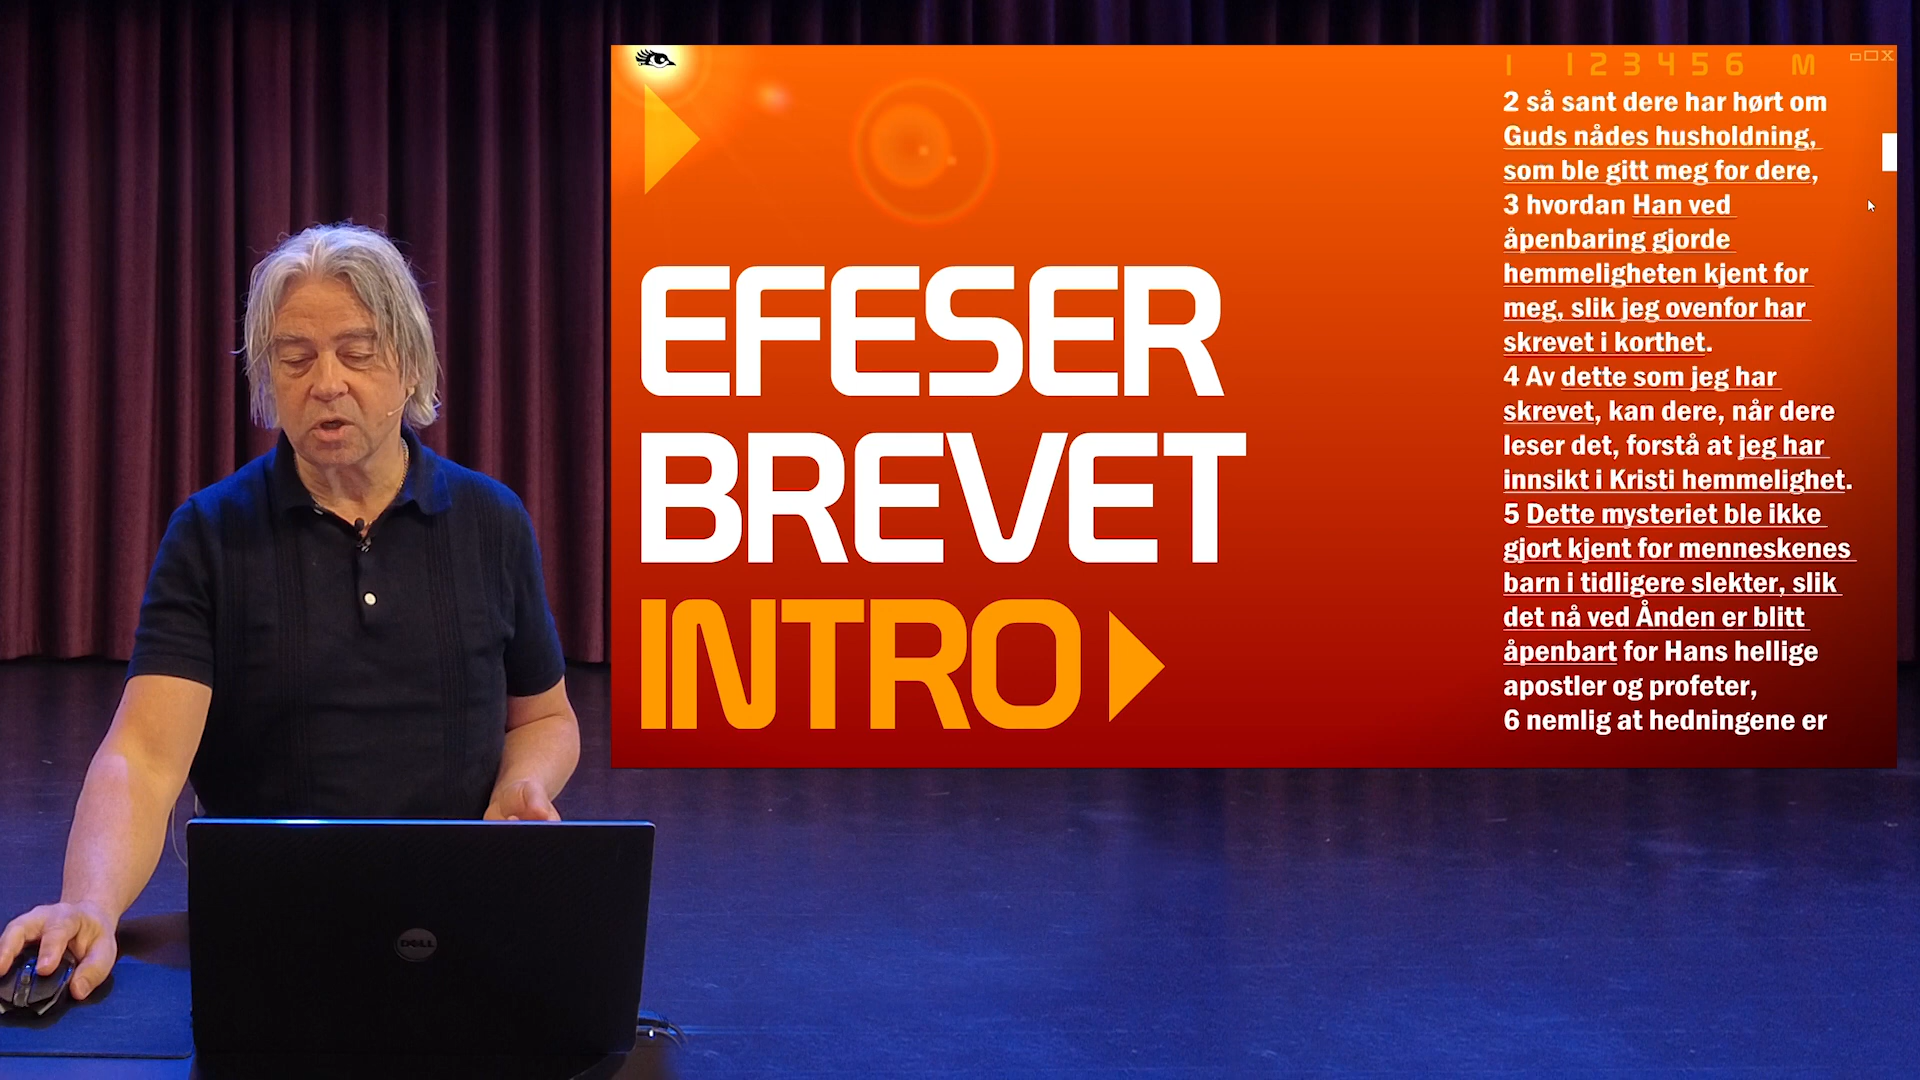 EFESER
BREVET
INTRO
I 1 2 3 4 5 6 M
2 så sant dere har hørt om
Guds nådes husholdning,
som ble gitt meg for dere,
3 hvordan Han ved
åpenbaring gjorde
hemmeligheten kjent for
meg, slik jeg ovenfor har
skrevet i korthet.
4 Av dette som jeg har
skrevet, kan dere, når dere
leser det, forstå at jeg har
innsikt i Kristi hemmelighet.
5 Dette mysteriet ble ikke
gjort kjent for menneskenes
barn i tidligere slekter, slik
det nå ved Ånden er blitt
åpenbart for Hans hellige
apostler og profeter,
6 nemlig at hedningene er
DELL